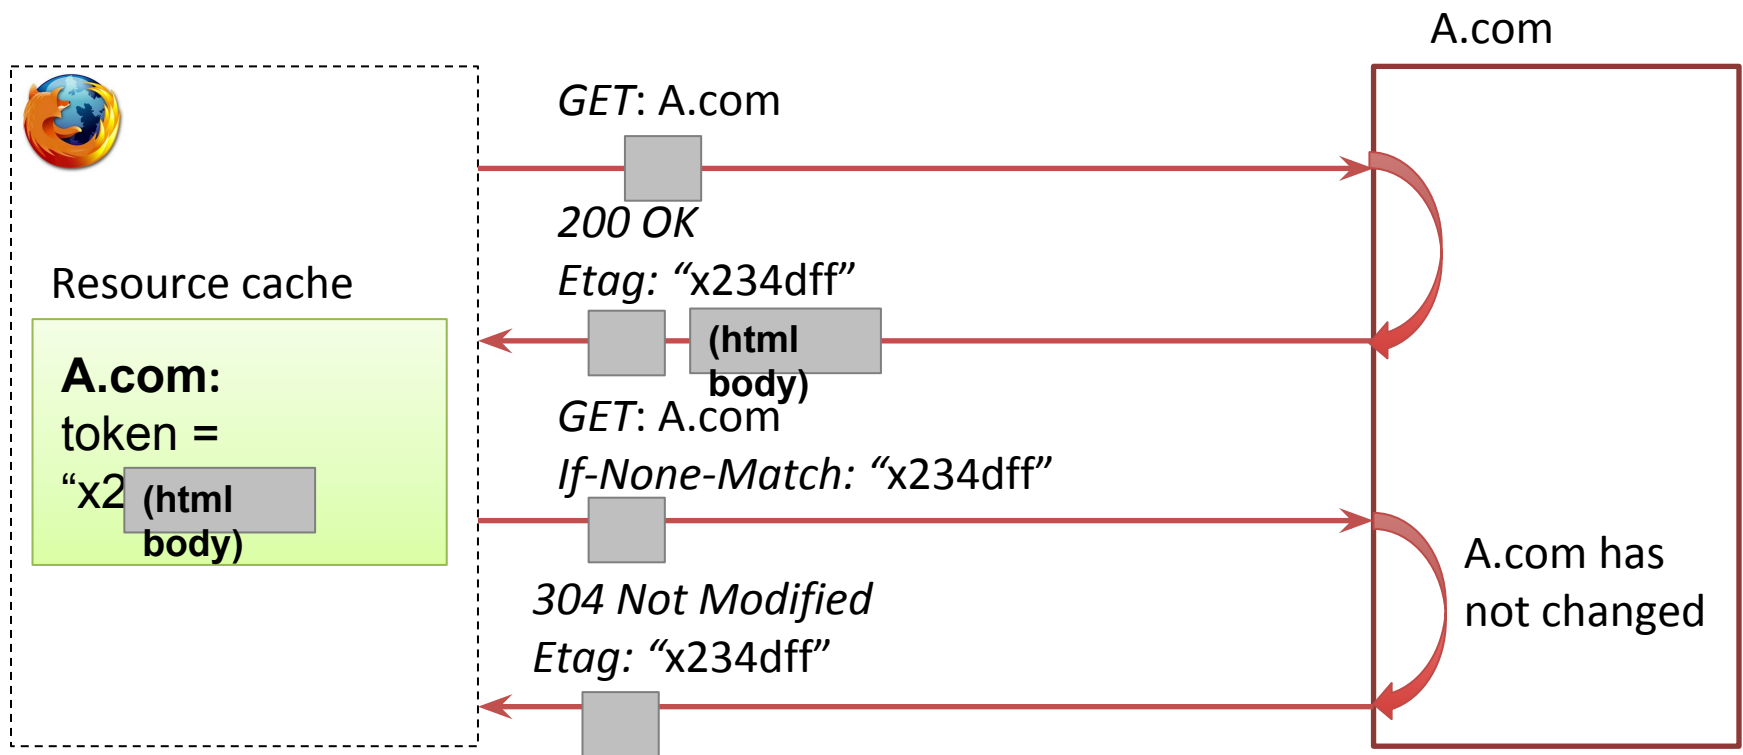 A.com
GET: A.com
200 OK
Etag: “x234dff”
(html
body)
GET: A.com
If-None-Match: “x234dff”
304 Not Modified
Etag: “x234dff”
Resource cache
A.com:
token =
“x2
(html
body)
A.com has
not changed